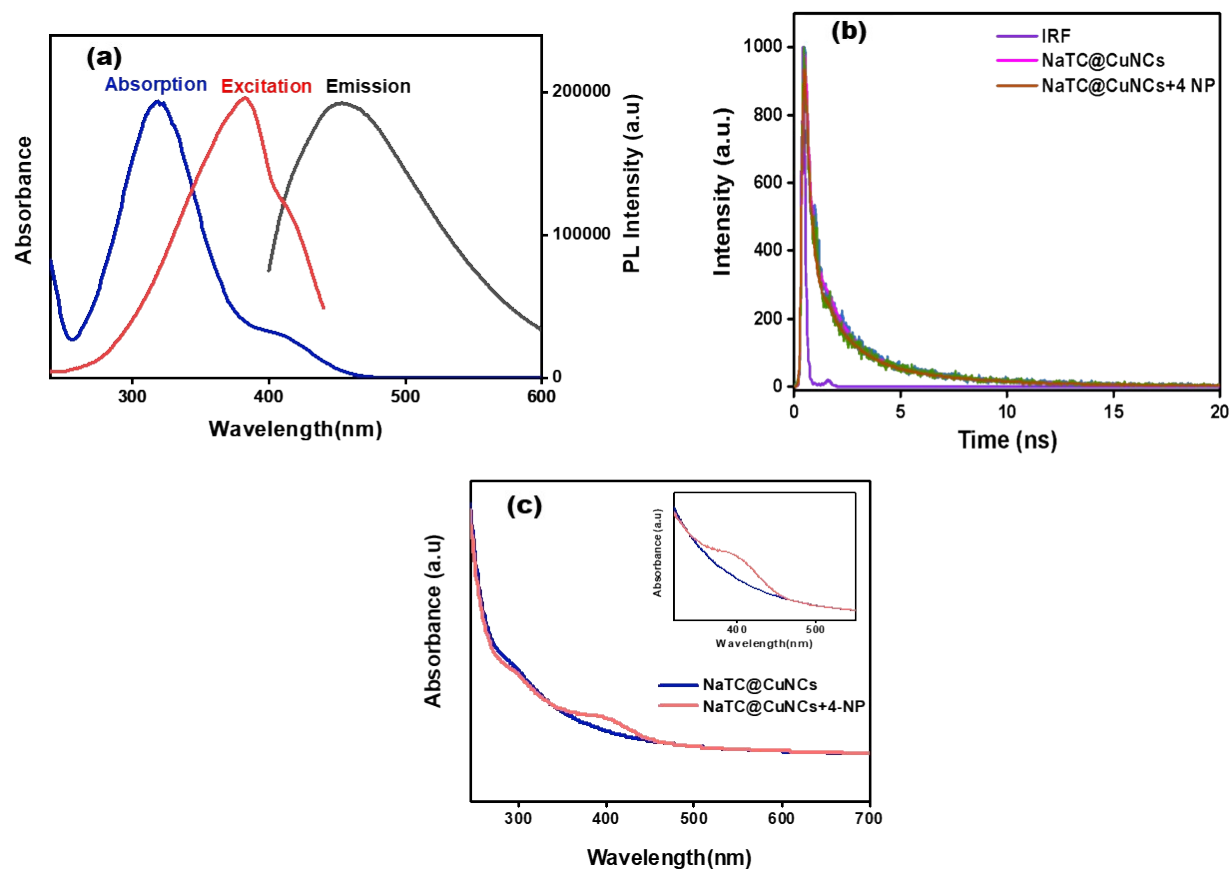 (a)
Absorption Excitation Emission
Absorbance
200000
100000
0
PL Intensity (a.u)
300 400 500 600
Wavelength(nm)
(b)
IRF
NaTC@CuNCs
NaTC@CuNCs+4 NP
Intensity (a.u.)
1000
800
600
400
200
0
0 5 10 15 20
Time (ns)
(c)
Absorbance (a.u)
Absorbance (a.u)
400 500
Wavelength(nm)
NaTC@CuNCs
NaTC@CuNCs+4-NP
300 400 500 600 700
Wavelength(nm)